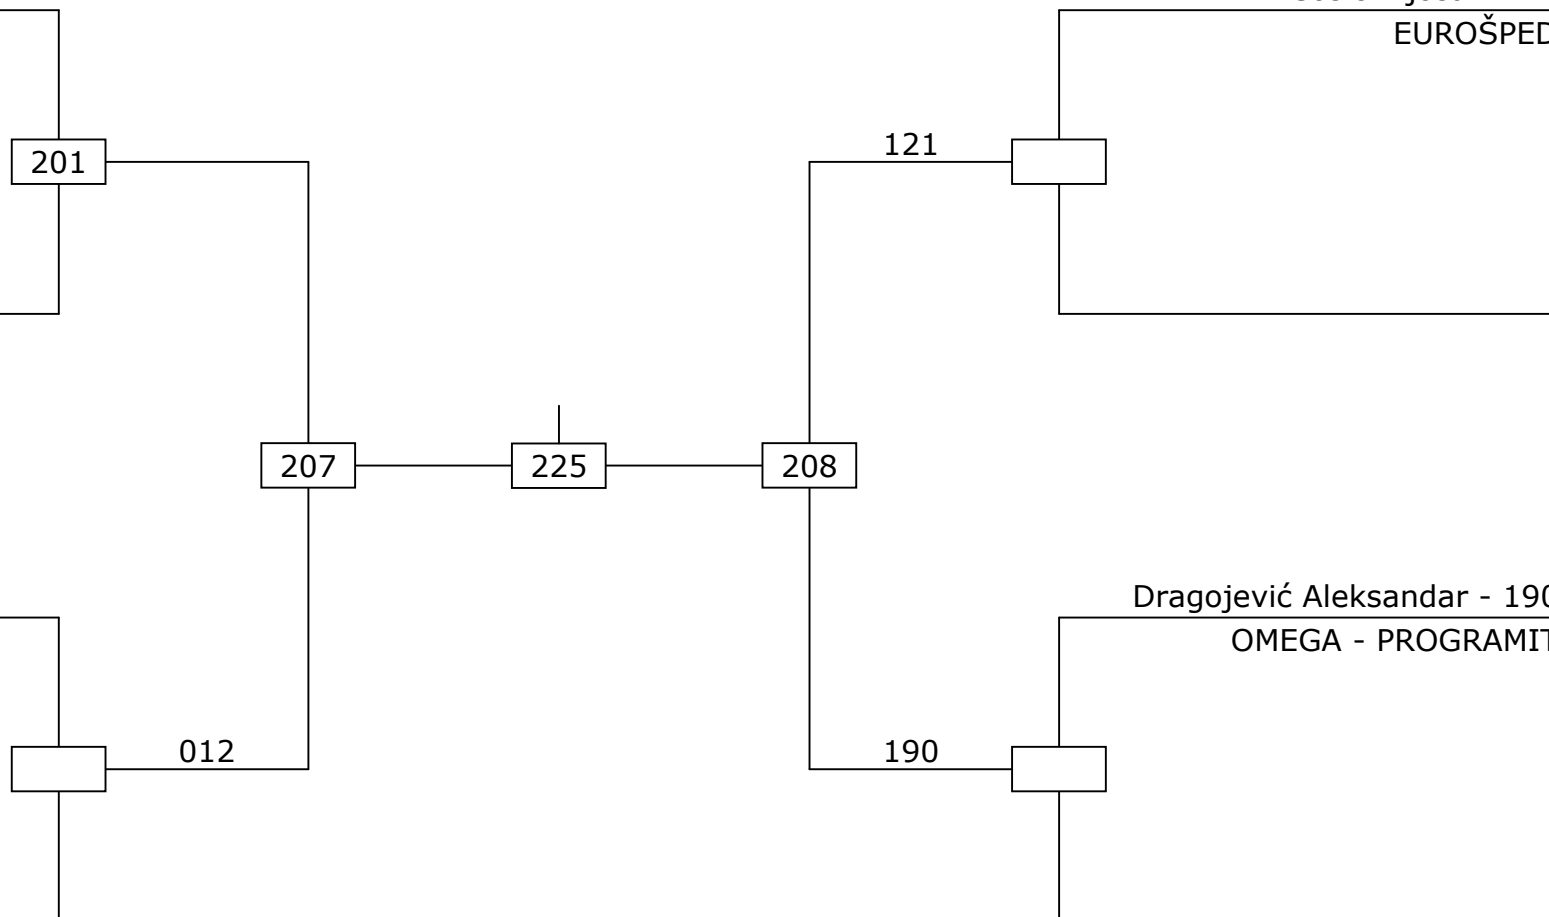 EUROŠPED
201
121
207
225
208
Dragojević Aleksandar - 190
OMEGA - PROGRAMIT
012
190